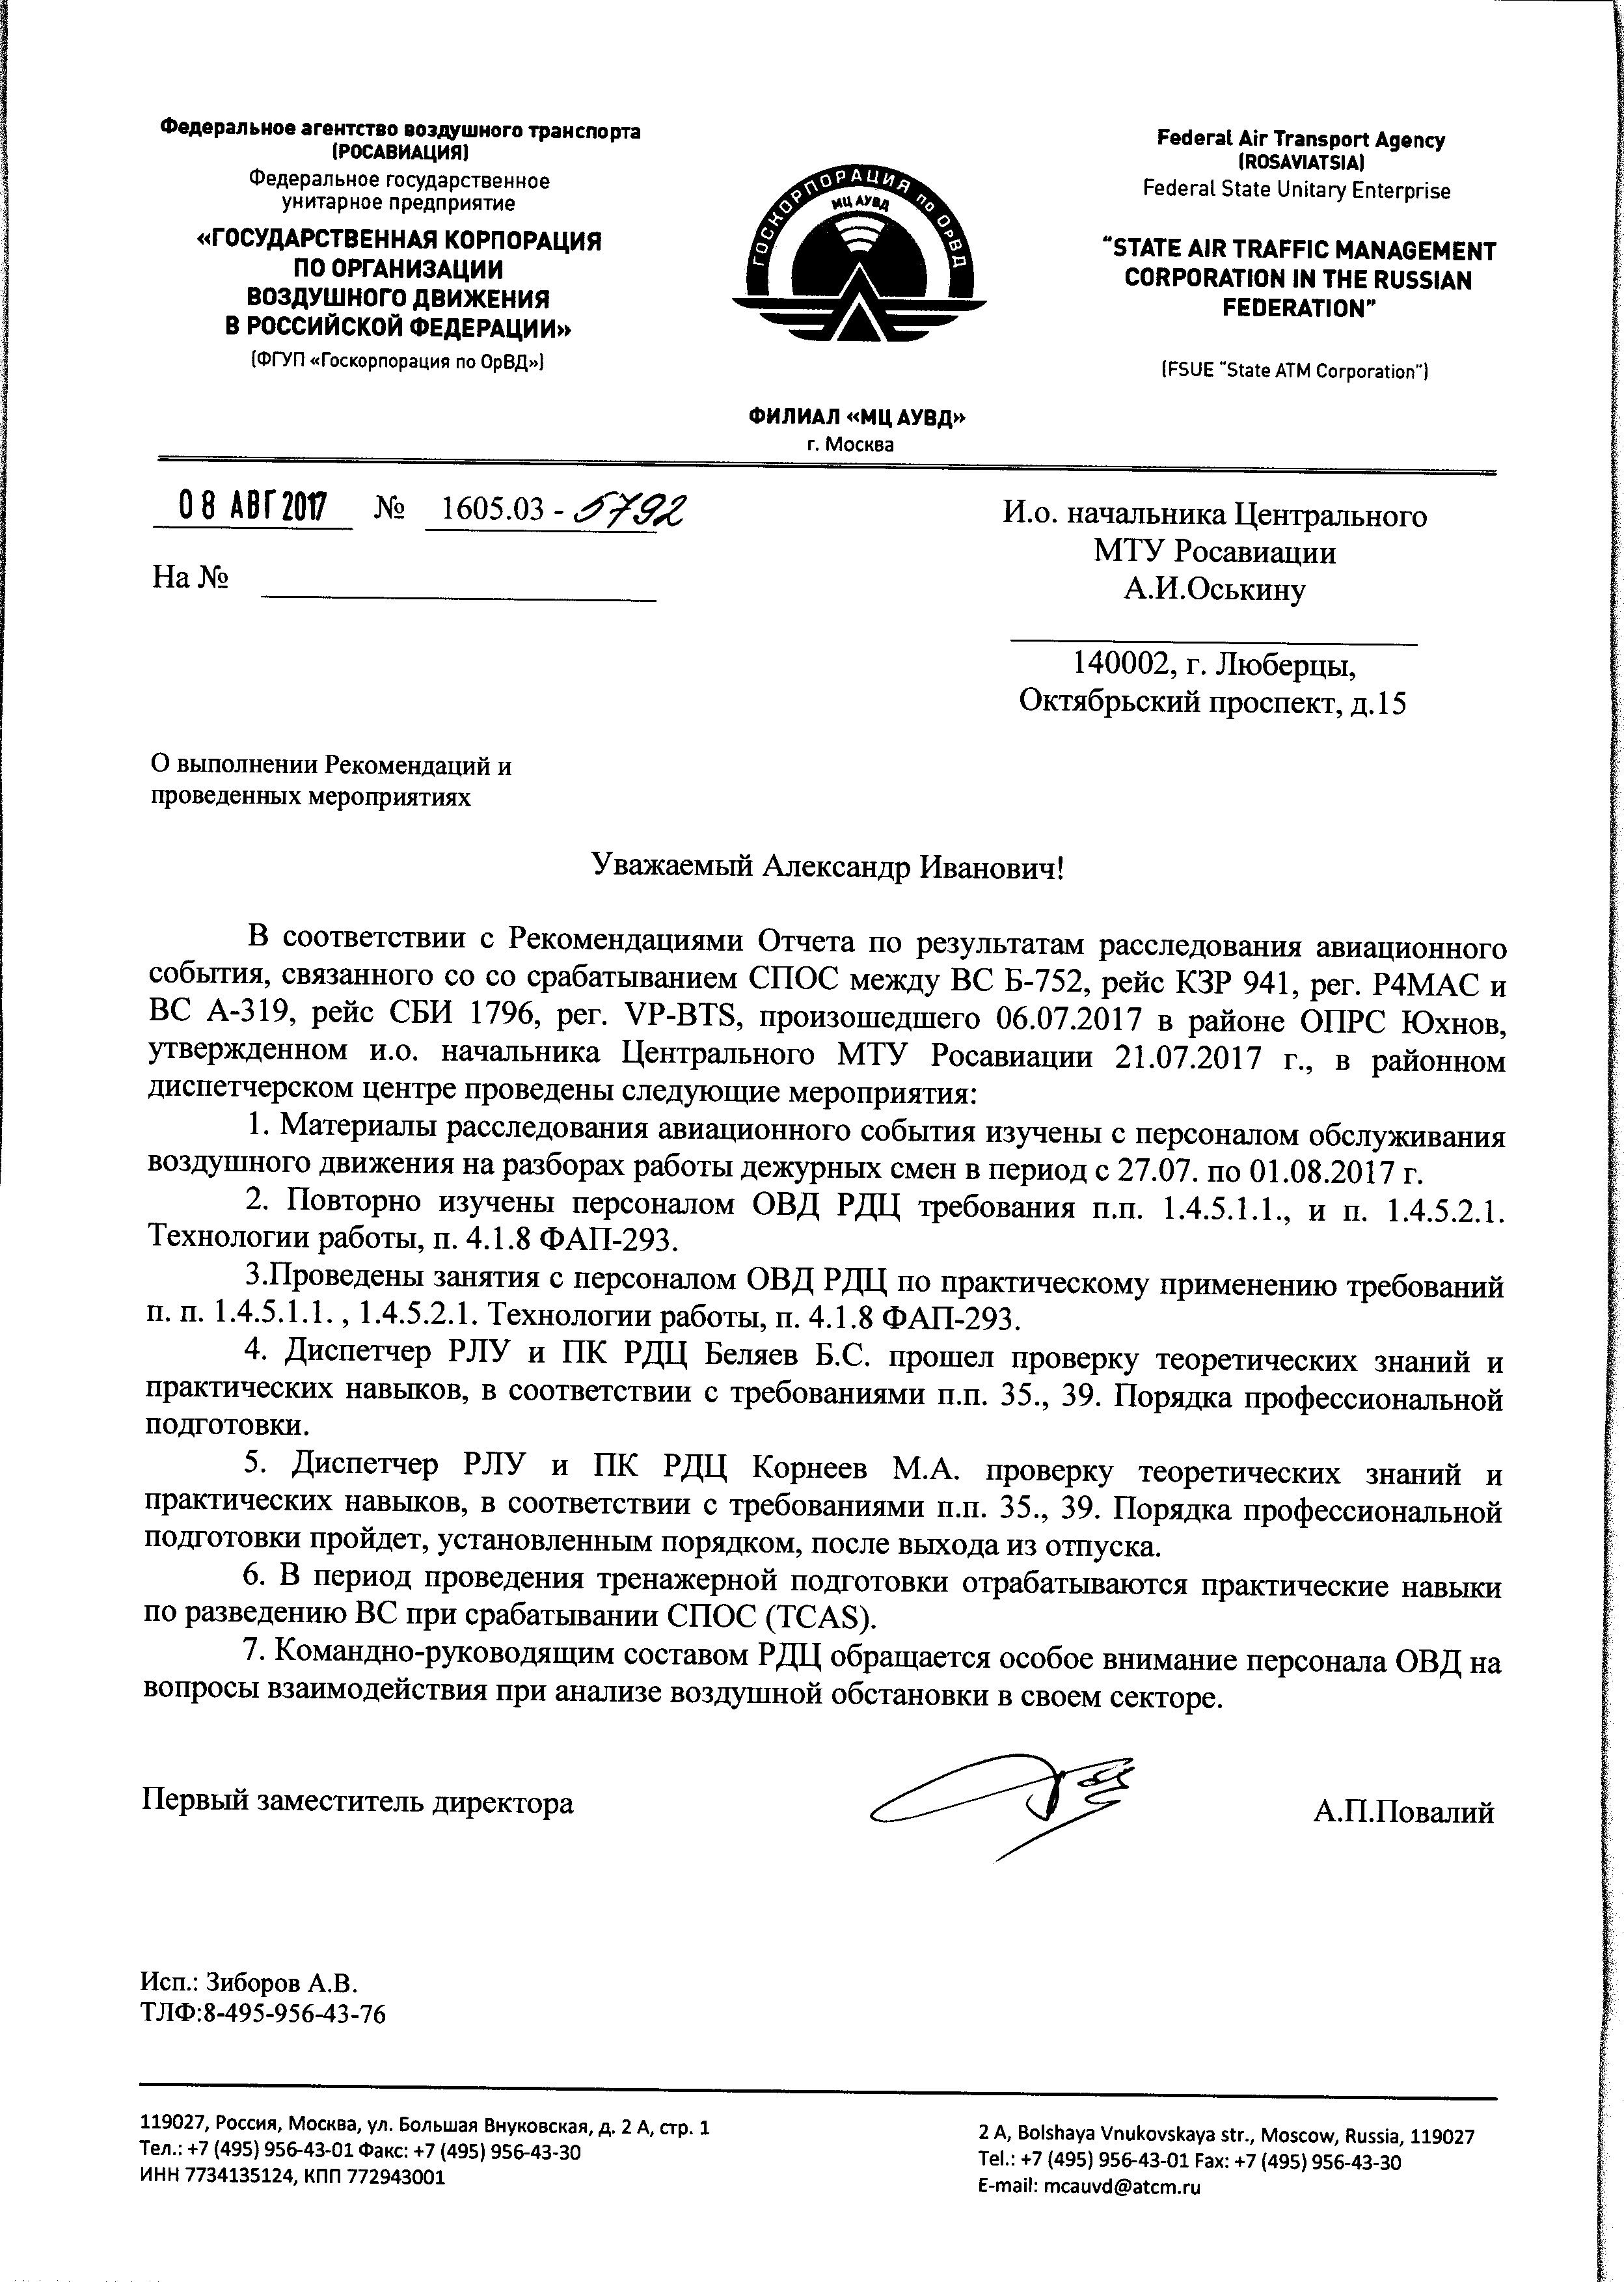 Федеральное агентство воздушного транспорта
(РОСАВИАЦИЯ)
Федеральное государственное
унитарное предприятие
«ГОСУДАРСТВЕННАЯ КОРПОРАЦИЯ
ПО ОРГАНИЗАЦИИ
ВОЗДУШНОГО ДВИЖЕНИЯ
В РОССИЙСКОЙ ФЕДЕРАЦИИ»
(ФГУП «Госкорпорация по ОрВД»)
ГОСКОРПОРАЦИЯ по ОрВД
МЦ АУВД
Federal Air Transport Agency
(ROSAVIATSIA)
Federal State Unitary Enterprise
"STATE AIR TRAFFIC MANAGEMENT
CORPORATION IN THE RUSSIAN
FEDERATION"
(FSUE "State ATM Corporation")
ФИЛИАЛ «МЦ АУВД»
г. Москва
08 АВГ 2017 № 1605.03 - 5792
На №
И.о. начальника Центрального
МТУ Росавиации
А.И.Оськину
140002, г. Люберцы,
Октябрьский проспект, д.15
О выполнении Рекомендаций и
проведенных мероприятиях
Уважаемый Александр Иванович!
В соответствии с Рекомендациями Отчета по результатам расследования авиационного
события, связанного со со срабатыванием СПОС между ВС Б-752, рейс КЗР 941, рег. P4MAC и
ВС А-319, рейс СБИ 1796, рег. VP-BTS, произошедшего 06.07.2017 в районе ОПРС Юхнов,
утвержденном и.о. начальника Центрального МТУ Росавиации 21.07.2017 г., в районном
диспетчерском центре проведены следующие мероприятия:
1. Материалы расследования авиационного события изучены с персоналом обслуживания
воздушного движения на разборах работы дежурных смен в период с 27.07. по 01.08.2017 г.
2. Повторно изучены персоналом ОВД РДЦ требования п.п. 1.4.5.1.1., и п. 1.4.5.2.1.
Технологии работы, п. 4.1.8 ФАП-293.
3.Проведены занятия с персоналом ОВД РДЦ по практическому применению требований
п. п. 1.4.5.1.1. , 1.4.5.2.1. Технологии работы, п. 4.1.8 ФАП-293.
4. Диспетчер РЛУ и ПК РДЦ Беляев Б.С. прошел проверку теоретических знаний и
практических навыков, в соответствии с требованиями п.п. 35., 39. Порядка профессиональной
подготовки.
5. Диспетчер РЛУ и ПК РДЦ Корнеев М.А. проверку теоретических знаний и
практических навыков, в соответствии с требованиями п.п. 35., 39. Порядка профессиональной
подготовки пройдет, установленным порядком, после выхода из отпуска.
6. В период проведения тренажерной подготовки отрабатываются практические навыки
по разведению ВС при срабатывании СПОС (TCAS).
7. Командно-руководящим составом РДЦ обращается особое внимание персонала ОВД на
вопросы взаимодействия при анализе воздушной обстановки в своем секторе.
Первый заместитель директора
А.П.Повалий
Исп.: Зиборов А.В.
ТЛФ:8-495-956-43-76
119027, Россия, Москва, ул. Большая Внуковская, д. 2 А, стр. 1
Тел.: +7 (495) 956-43-01 Факс: +7 (495) 956-43-30
ИНН 7734135124, КПП 772943001
2 A, Bolshaya Vnukovskaya str., Moscow, Russia, 119027
Tel.: +7 (495) 956-43-01 Fax: +7 (495) 956-43-30
E-mail: mcauvd@atcm.ru